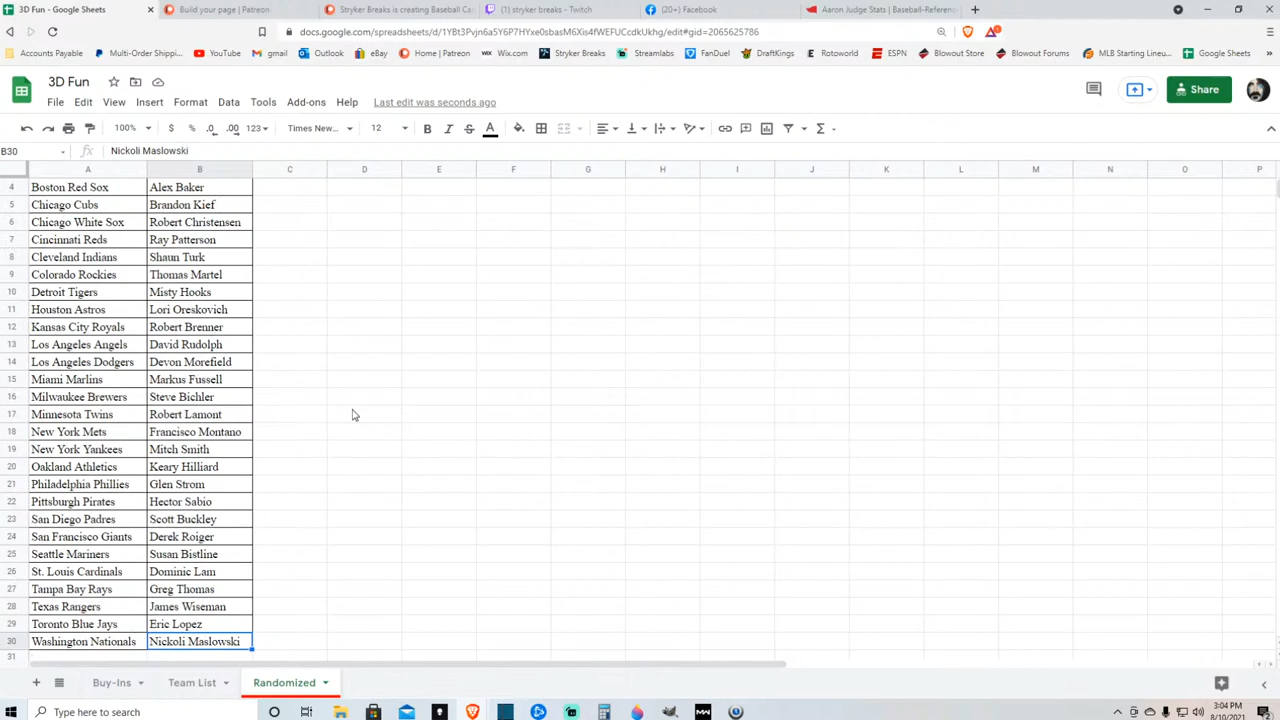 3D Fun - Google Sheets
Build your page | Patreon
Stryker Breaks is creating Baseball Ca
(1) stryker breaks - Twitch
(20+) Facebook
Aaron Judge Stats | Baseball-Referenc
docs.google.com/spreadsheets/d/1YBt3Pvjn6a5Y6P7HYxe0sbasM6Xis4fWEFUCcdkUkhg/edit#gid=2065625786
Accounts Payable
Multi-Order Shippi...
YouTube
gmail
Outlook
eBay
Home | Patreon
Wix.com
Stryker Breaks
Streamlabs
FanDuel
DraftKings
Rotoworld
ESPN
Blowout Store
Blowout Forums
MLB Starting Lineu...
Google Sheets
3D Fun
File Edit View Insert Format Data Tools Add-ons Help Last edit was seconds ago
Share
100% $ % .0 .00 123 Times New... 12 B I S A
B30 fx Nickoli Maslowski
A B C D E F G H I J K L M N O P
4 Boston Red Sox Alex Baker
5 Chicago Cubs Brandon Kief
6 Chicago White Sox Robert Christensen
7 Cincinnati Reds Ray Patterson
8 Cleveland Indians Shaun Turk
9 Colorado Rockies Thomas Martel
10 Detroit Tigers Misty Hooks
11 Houston Astros Lori Oreskovich
12 Kansas City Royals Robert Brenner
13 Los Angeles Angels David Rudolph
14 Los Angeles Dodgers Devon Morefield
15 Miami Marlins Markus Fussell
16 Milwaukee Brewers Steve Bichler
17 Minnesota Twins Robert Lamont
18 New York Mets Francisco Montano
19 New York Yankees Mitch Smith
20 Oakland Athletics Keary Hilliard
21 Philadelphia Phillies Glen Strom
22 Pittsburgh Pirates Hector Sabio
23 San Diego Padres Scott Buckley
24 San Francisco Giants Derek Roiger
25 Seattle Mariners Susan Bistline
26 St. Louis Cardinals Dominic Lam
27 Tampa Bay Rays Greg Thomas
28 Texas Rangers James Wiseman
29 Toronto Blue Jays Eric Lopez
30 Washington Nationals Nickoli Maslowski
31
Buy-Ins Team List Randomized
Type here to search
3:04 PM
8/10/2021